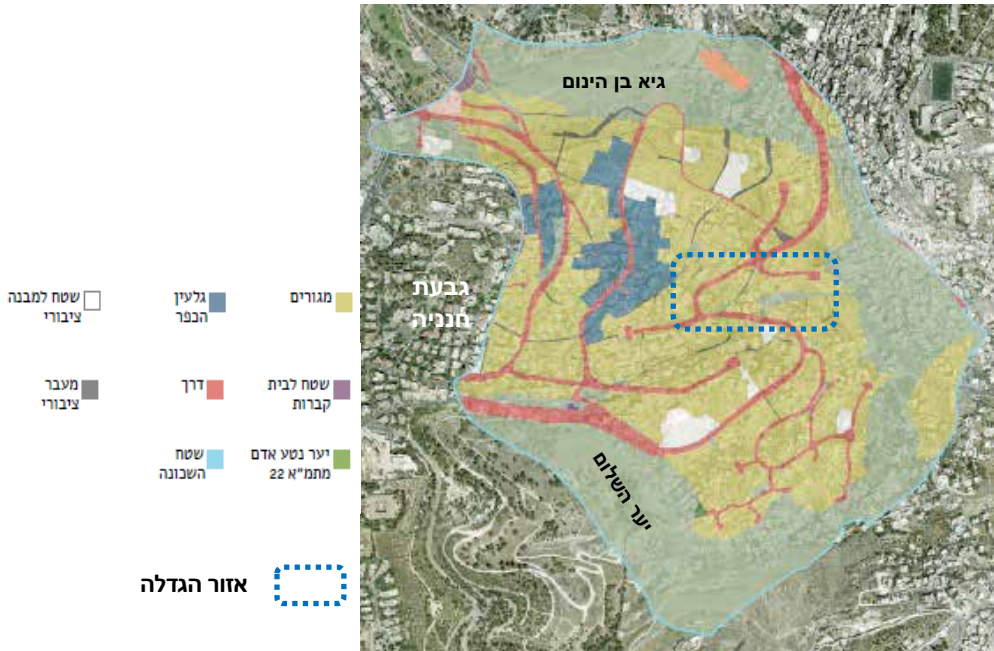 גיא בן הינום
גבעת
חנניה
יער השלום
מגורים
גלעין
הכפר
שטח למבנה
ציבורי
שטח לבית
קברות
דרך
מעבר
ציבורי
יער נטע אדם
מתמ"א 22
שטח
השכונה
אזור הגדלה